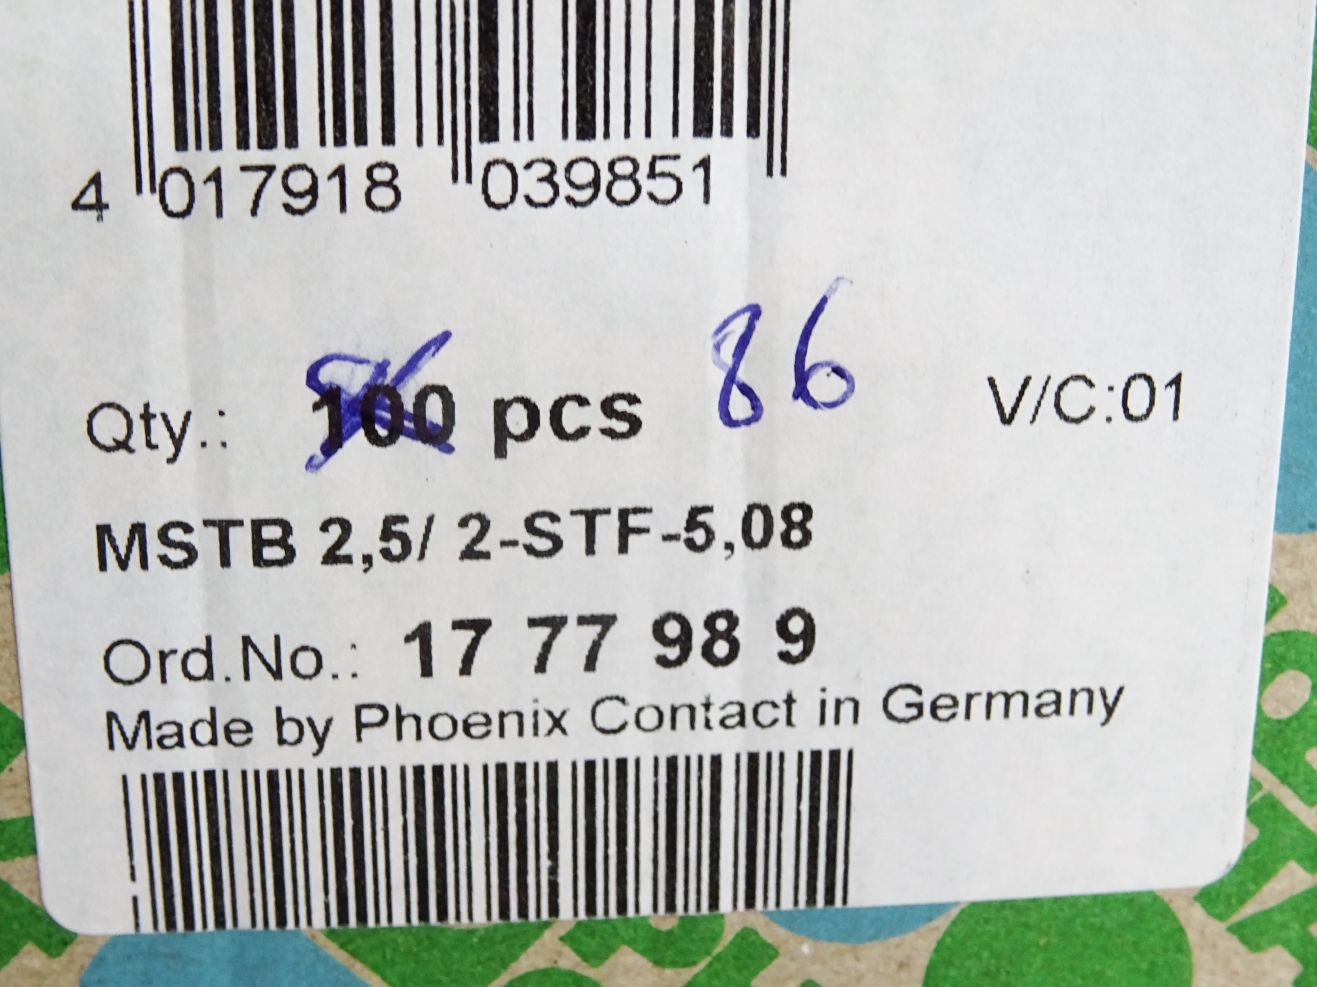 4 017918 039851
Qty.: 100 pcs 86 V/C:01
MSTB 2,5/ 2-STF-5,08
Ord.No.: 17 77 98 9
Made by Phoenix Contact in Germany